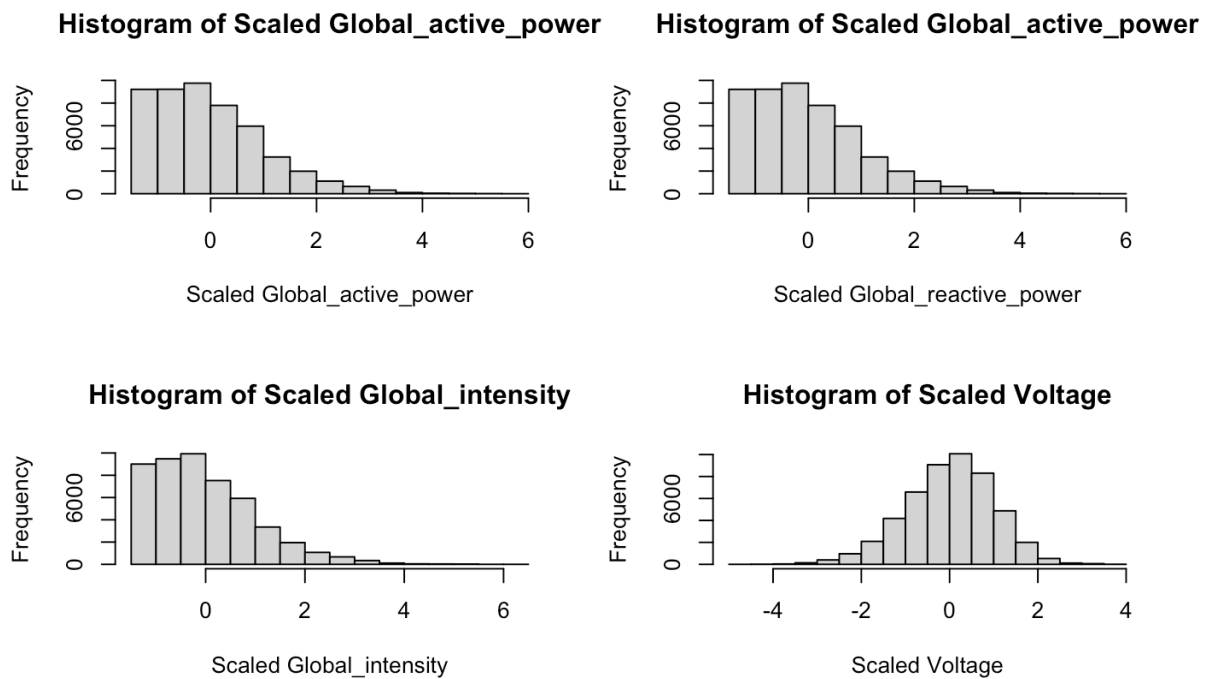 Histogram of Scaled Global_active_power
Frequency
6000
0
0 2 4 6
Scaled Global_active_power
Histogram of Scaled Global_active_power
Frequency
6000
0
0 2 4 6
Scaled Global_reactive_power
Histogram of Scaled Global_intensity
Frequency
6000
0
0 2 4 6
Scaled Global_intensity
Histogram of Scaled Voltage
Frequency
6000
0
-4 -2 0 2 4
Scaled Voltage